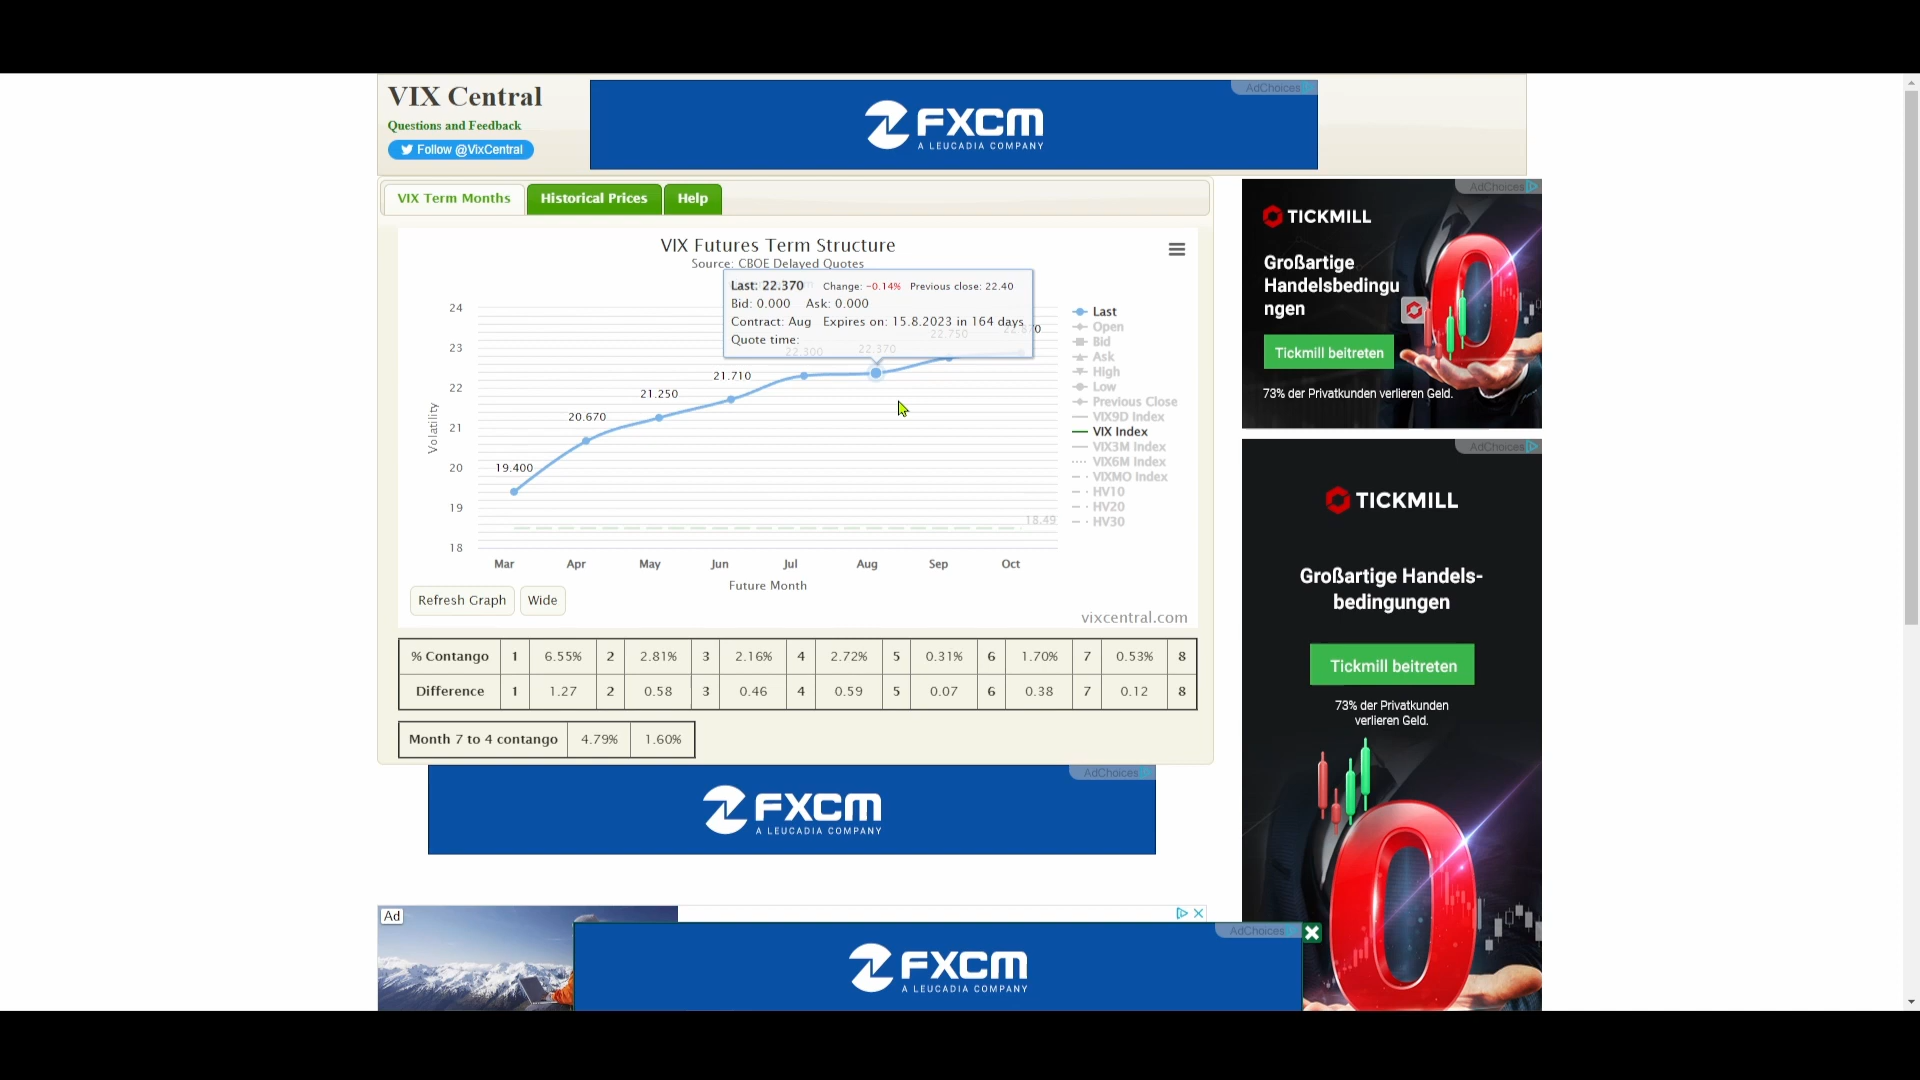 VIX Central
Questions and Feedback
Follow @VixCentral
AdChoices
FXCM
A LEUCADIA COMPANY
VIX Term Months
Historical Prices
Help
VIX Futures Term Structure
Source: CBOE Delayed Quotes
Last: 22.370 Change: -0.14% Previous close: 22.40
Bid: 0.000 Ask: 0.000
Contract: Aug Expires on: 15.8.2023 in 164 days
Quote time:
24
23
22
21
20
19
18
Volatility
19.400
20.670
21.250
21.710
22.300
22.370
22.750
18.49
Mar
Apr
May
Jun
Jul
Aug
Sep
Oct
Future Month
Last
Open
Bid
Ask
High
Low
Previous Close
VIX9D Index
VIX Index
VIX3M Index
VIX6M Index
VIXMO Index
HV10
HV20
HV30
Refresh Graph
Wide
vixcentral.com
% Contango 1 6.55% 2 2.81% 3 2.16% 4 2.72% 5 0.31% 6 1.70% 7 0.53% 8
Difference 1 1.27 2 0.58 3 0.46 4 0.59 5 0.07 6 0.38 7 0.12 8
Month 7 to 4 contango 4.79% 1.60%
AdChoices
FXCM
A LEUCADIA COMPANY
Ad
AdChoices
FXCM
A LEUCADIA COMPANY
AdChoices
TICKMILL
Großartige
Handelsbedingu
ngen
Tickmill beitreten
73% der Privatkunden verlieren Geld.
0
AdChoices
TICKMILL
Großartige Handels-
bedingungen
Tickmill beitreten
73% der Privatkunden
verlieren Geld.
0